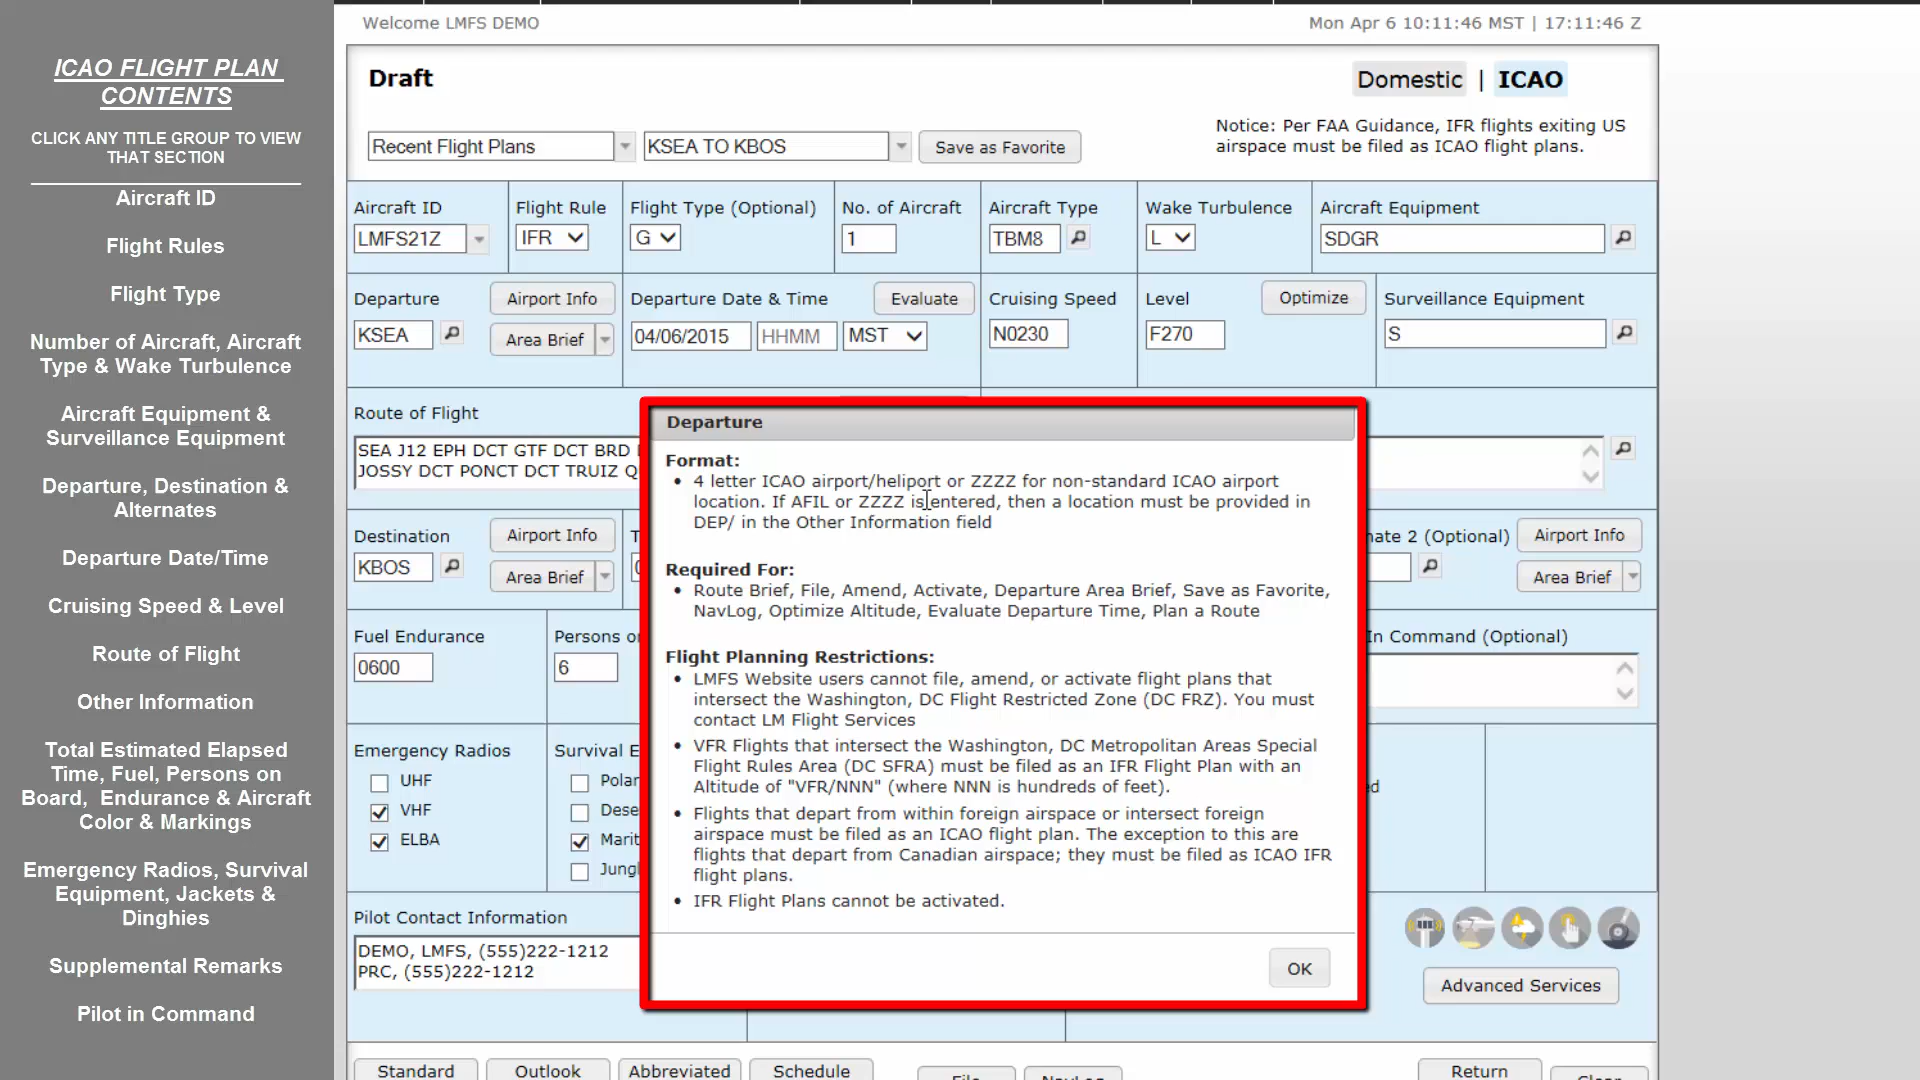 ICAO FLIGHT PLAN
CONTENTS
CLICK ANY TITLE GROUP TO VIEW
THAT SECTION
Aircraft ID
Flight Rules
Flight Type
Number of Aircraft, Aircraft
Type & Wake Turbulence
Aircraft Equipment &
Surveillance Equipment
Departure, Destination &
Alternates
Departure Date/Time
Cruising Speed & Level
Route of Flight
Other Information
Total Estimated Elapsed
Time, Fuel, Persons on
Board,  Endurance & Aircraft
Color & Markings
Emergency Radios, Survival
Equipment, Jackets &
Dinghies
Supplemental Remarks
Pilot in Command
Welcome LMFS DEMO
Mon Apr 6 10:11:46 MST | 17:11:46 Z
Draft
Domestic | ICAO
Recent Flight Plans
KSEA TO KBOS
Save as Favorite
Notice: Per FAA Guidance, IFR flights exiting US
airspace must be filed as ICAO flight plans.
Aircraft ID
LMFS21Z
Flight Rule
IFR
Flight Type (Optional)
G
No. of Aircraft
1
Aircraft Type
TBM8
Wake Turbulence
L
Aircraft Equipment
SDGR
Departure
Airport Info
KSEA
Area Brief
Departure Date & Time
Evaluate
04/06/2015
HHMM
MST
Cruising Speed
N0230
Level
Optimize
F270
Surveillance Equipment
S
Route of Flight
SEA J12 EPH DCT GTF DCT BRD
JOSSY DCT PONCT DCT TRUIZ Q
Departure
Format:
• 4 letter ICAO airport/heliport or ZZZZ for non-standard ICAO airport
location. If AFIL or ZZZZ is entered, then a location must be provided in
DEP/ in the Other Information field
Required For:
• Route Brief, File, Amend, Activate, Departure Area Brief, Save as Favorite,
NavLog, Optimize Altitude, Evaluate Departure Time, Plan a Route
Flight Planning Restrictions:
• LMFS Website users cannot file, amend, or activate flight plans that
intersect the Washington, DC Flight Restricted Zone (DC FRZ). You must
contact LM Flight Services
• VFR Flights that intersect the Washington, DC Metropolitan Areas Special
Flight Rules Area (DC SFRA) must be filed as an IFR Flight Plan with an
Altitude of "VFR/NNN" (where NNN is hundreds of feet).
• Flights that depart from within foreign airspace or intersect foreign
airspace must be filed as an ICAO flight plan. The exception to this are
flights that depart from Canadian airspace; they must be filed as ICAO IFR
flight plans.
• IFR Flight Plans cannot be activated.
OK
Destination
Airport Info
KBOS
Area Brief
T
nate 2 (Optional)
Airport Info
Area Brief
Fuel Endurance
0600
Persons o
6
In Command (Optional)
Emergency Radios
UHF
VHF
ELBA
Survival E
Polar
Dese
Marit
Jungl
d
Pilot Contact Information
DEMO, LMFS, (555)222-1212
PRC, (555)222-1212
Advanced Services
Standard
Outlook
Abbreviated
Schedule
File
NavLog
Return
Clear